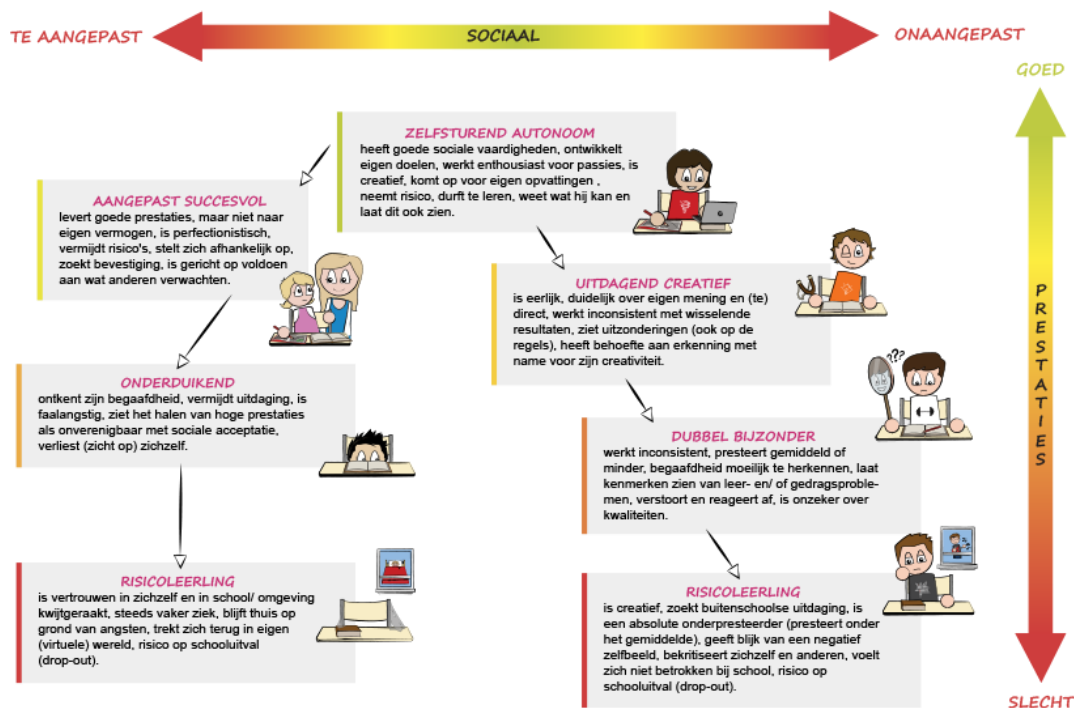 TE AANGEPAST
SOCIAAL
ONAANGEPAST
GOED
ZELFSTUREND AUTONOOM
heeft goede sociale vaardigheden, ontwikkelt
eigen doelen, werkt enthousiast voor passies, is
creatief, komt op voor eigen opvattingen ,
neemt risico, durft te leren, weet wat hij kan en
laat dit ook zien.
AANGEPAST SUCCESVOL
levert goede prestaties, maar niet naar
eigen vermogen, is perfectionistisch,
vermijdt risico's, stelt zich afhankelijk op,
zoekt bevestiging, is gericht op voldoen
aan wat anderen verwachten.
UITDAGEND CREATIEF
is eerlijk, duidelijk over eigen mening en (te)
direct, werkt inconsistent met wisselende
resultaten, ziet uitzonderingen (ook op de
regels), heeft behoefte aan erkenning met
name voor zijn creativiteit.
PRESTATIES
ONDERDUIKEND
ontkent zijn begaafdheid, vermijdt uitdaging, is
faalangstig, ziet het halen van hoge prestaties
als onverenigbaar met sociale acceptatie,
verliest (zicht op) zichzelf.
???
DUBBEL BIJZONDER
werkt inconsistent, presteert gemiddeld of
minder, begaafdheid moeilijk te herkennen, laat
kenmerken zien van leer- en/ of gedragsproble-
men, verstoort en reageert af, is onzeker over
kwaliteiten.
RISICOLEERLING
is vertrouwen in zichzelf en in school/ omgeving
kwijtgeraakt, steeds vaker ziek, blijft thuis op
grond van angsten, trekt zich terug in eigen
(virtuele) wereld, risico op schooluitval
(drop-out).
RISICOLEERLING
is creatief, zoekt buitenschoolse uitdaging, is
een absolute onderpresteerder (presteert onder
het gemiddelde), geeft blijk van een negatief
zelfbeeld, bekritiseert zichzelf en anderen, voelt
zich niet betrokken bij school, risico op
schooluitval (drop-out).
SLECHT